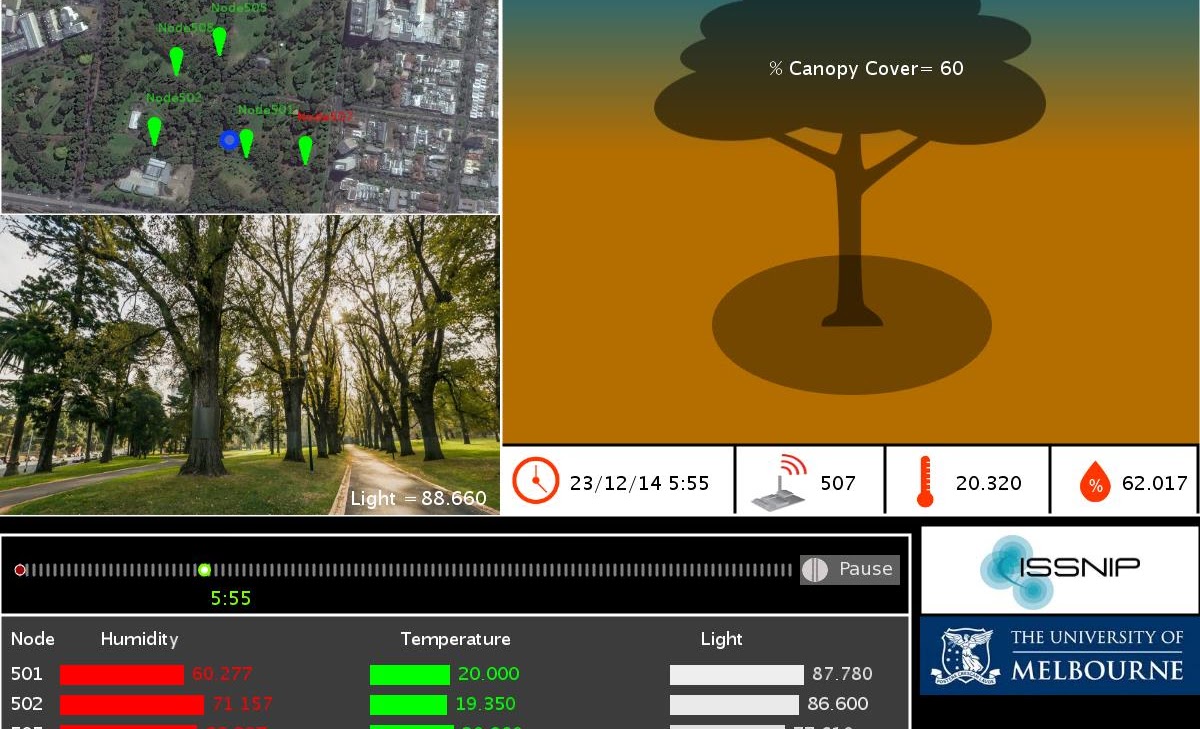 Node505
Node508
Node502
Node501
% Canopy Cover= 60
Light = 88.660
23/12/14 5:55
507
20.320
%
62.017
Pause
5:55
ISSNIP
THE UNIVERSITY OF
MELBOURNE
Node Humidity Temperature Light
501 60.277 20.000 87.780
502 71.157 19.350 86.600